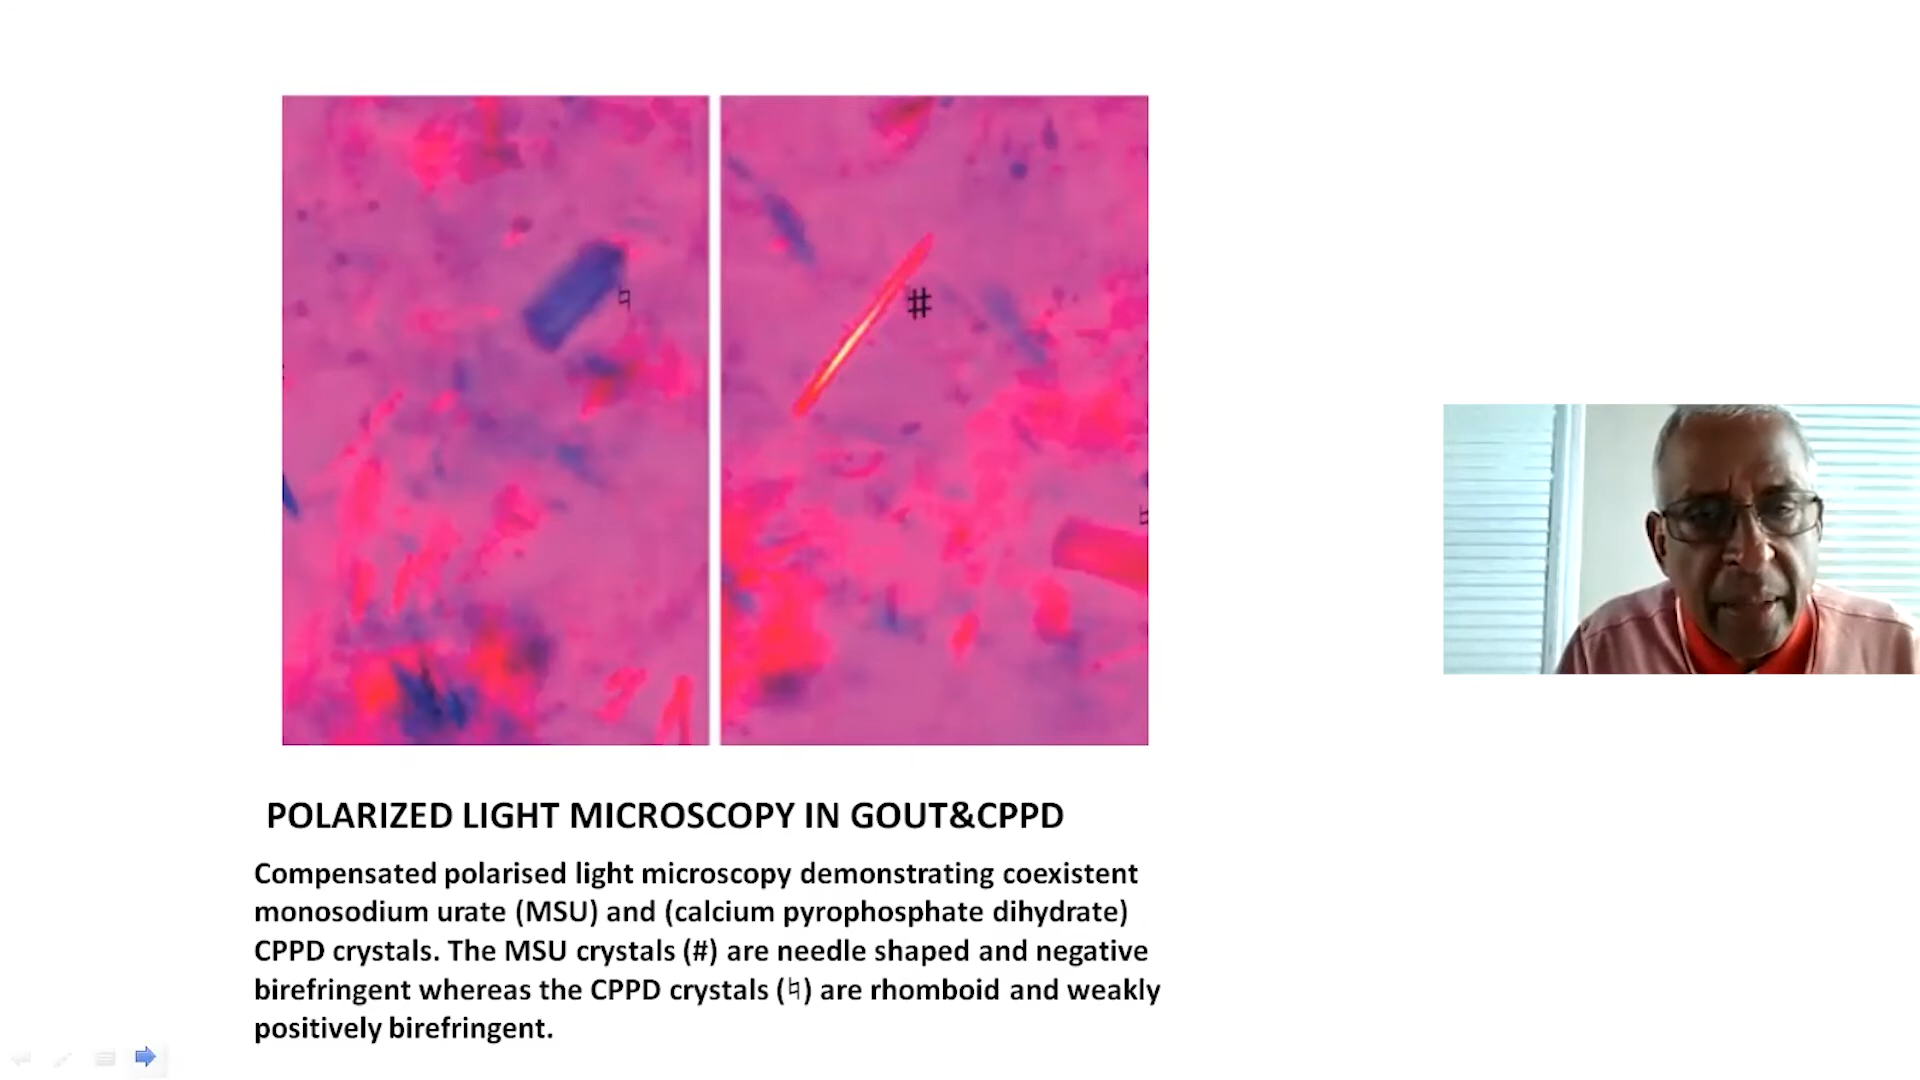 ♮
#
♮
POLARIZED LIGHT MICROSCOPY IN GOUT&CPPD
Compensated polarised light microscopy demonstrating coexistent
monosodium urate (MSU) and (calcium pyrophosphate dihydrate)
CPPD crystals. The MSU crystals (#) are needle shaped and negative
birefringent whereas the CPPD crystals (♮) are rhomboid and weakly
positively birefringent.